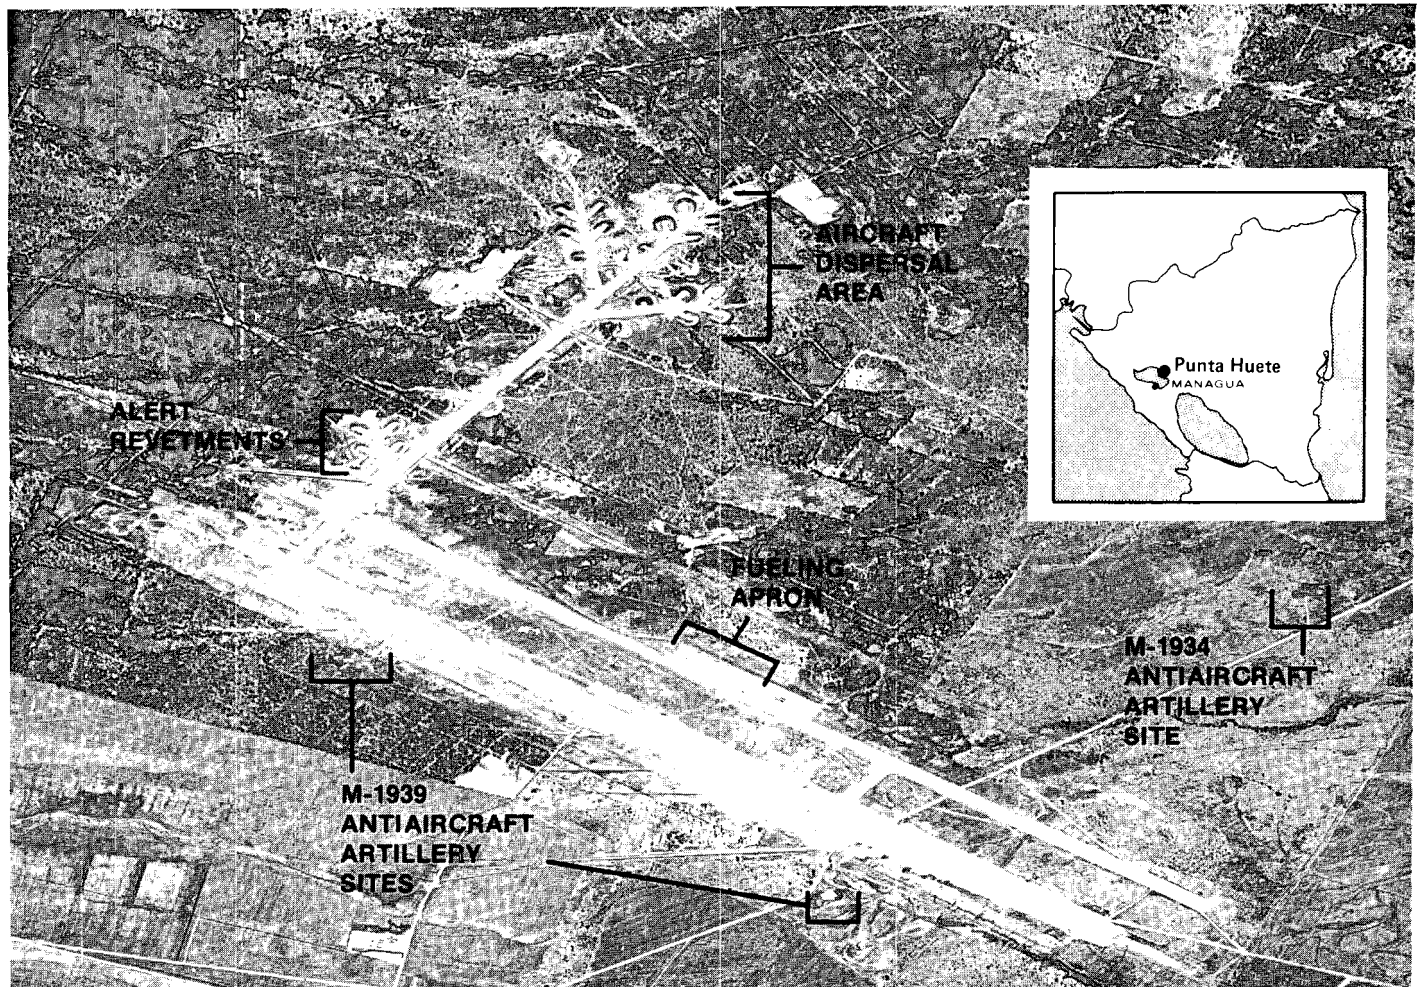 AIRCRAFT
DISPERSAL
AREA
Punta Huete
MANAGUA
ALERT
REVETMENTS
FUELING
APRON
M-1934
ANTIAIRCRAFT
ARTILLERY
SITE
M-1939
ANTIAIRCRAFT
ARTILLERY
SITES